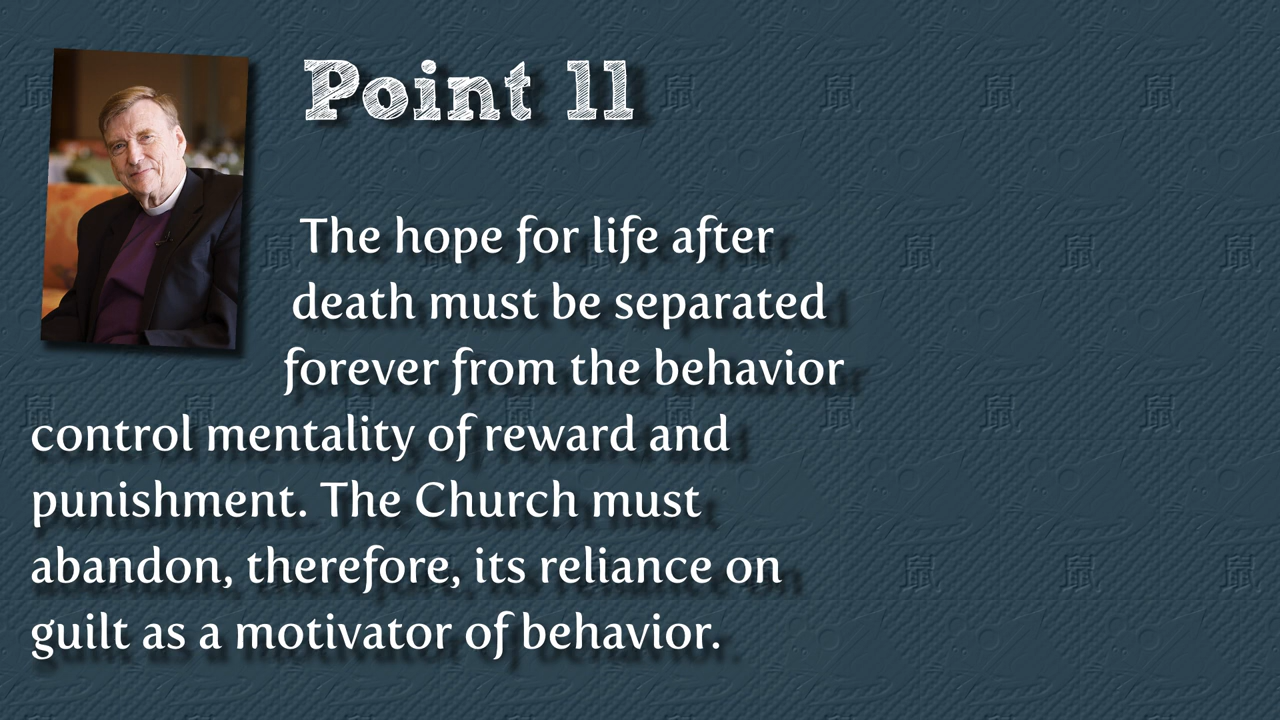 Point 11
The hope for life after
death must be separated
forever from the behavior
control mentality of reward and
punishment. The Church must
abandon, therefore, its reliance on
guilt as a motivator of behavior.